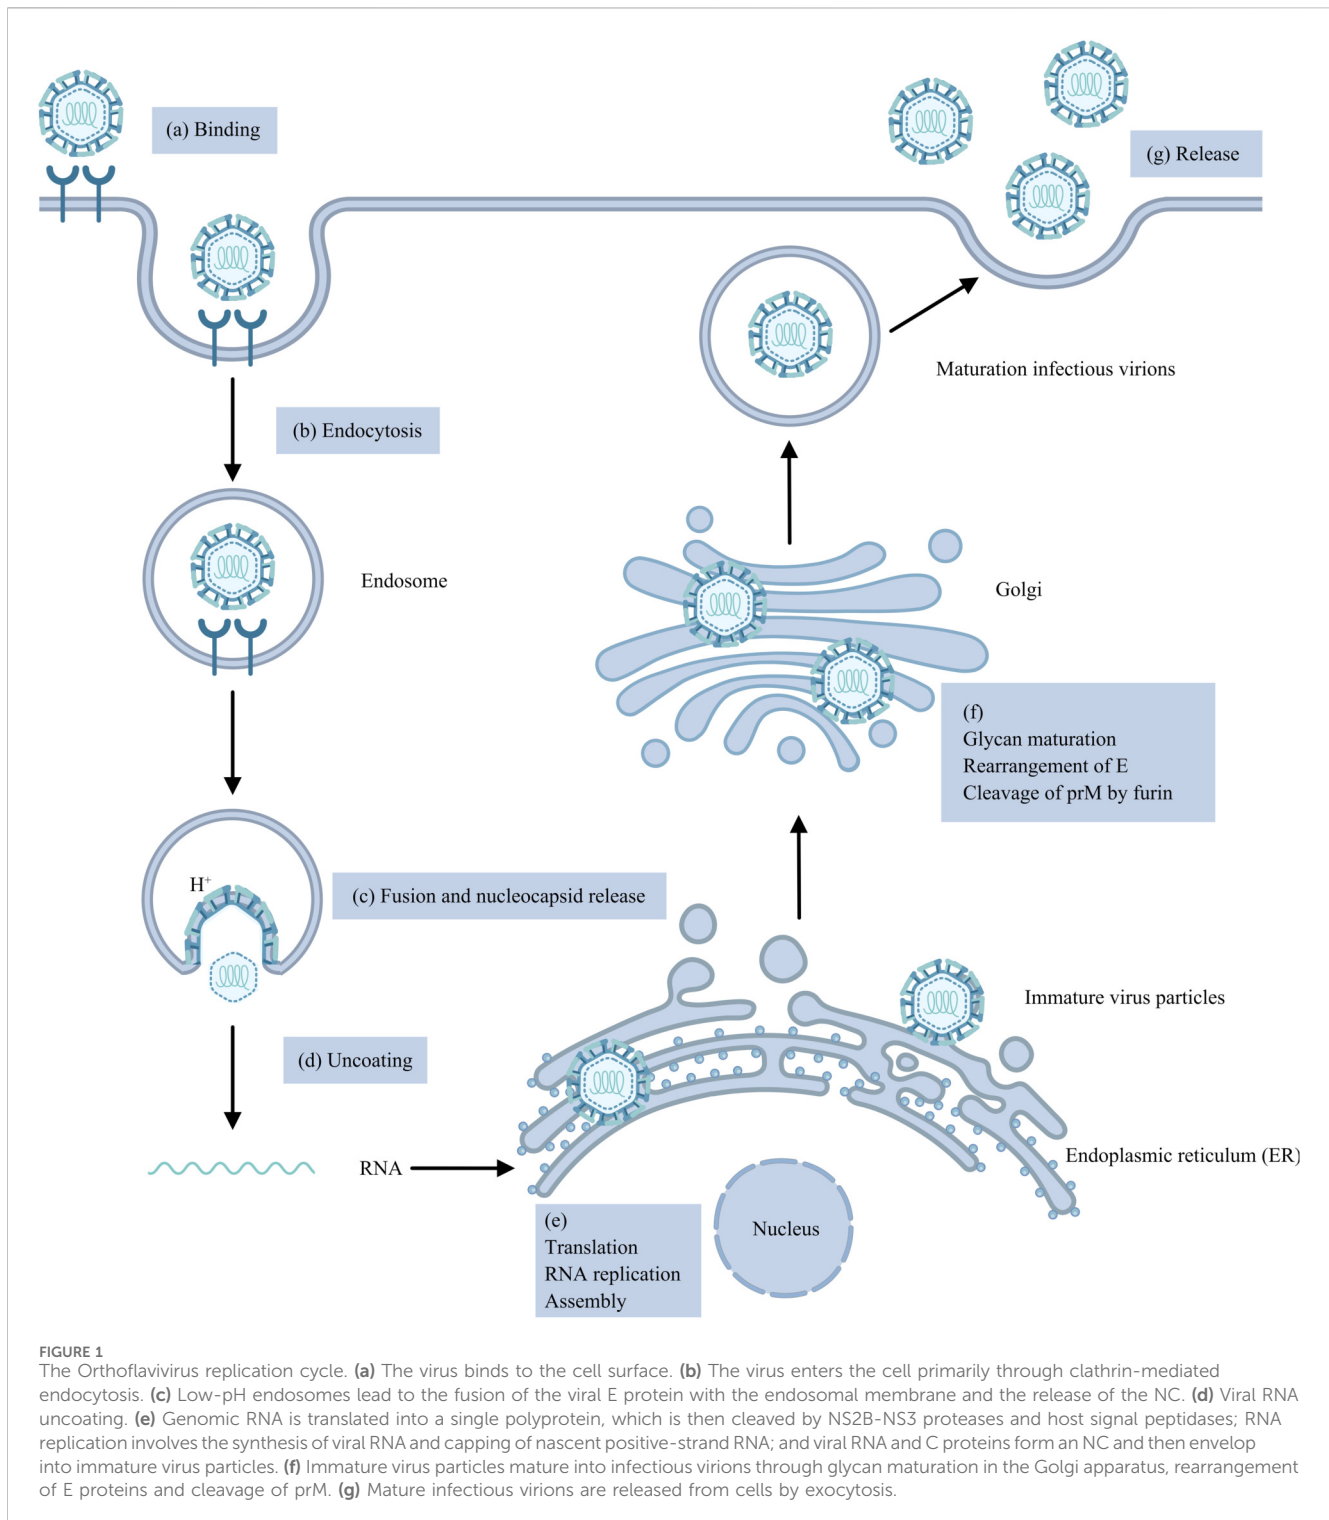 (a) Binding
(g) Release
Maturation infectious virions
(b) Endocytosis
Endosome
Golgi
(f)
Glycan maturation
Rearrangement of E
Cleavage of prM by furin
H+
(c) Fusion and nucleocapsid release
Immature virus particles
(d) Uncoating
Endoplasmic reticulum (ER)
RNA
(e)
Translation
RNA replication
Assembly
Nucleus
FIGURE 1
The Orthoflavivirus replication cycle. (a) The virus binds to the cell surface. (b) The virus enters the cell primarily through clathrin-mediated
endocytosis. (c) Low-pH endosomes lead to the fusion of the viral E protein with the endosomal membrane and the release of the NC. (d) Viral RNA
uncoating. (e) Genomic RNA is translated into a single polyprotein, which is then cleaved by NS2B-NS3 proteases and host signal peptidases; RNA
replication involves the synthesis of viral RNA and capping of nascent positive-strand RNA; and viral RNA and C proteins form an NC and then envelop
into immature virus particles. (f) Immature virus particles mature into infectious virions through glycan maturation in the Golgi apparatus, rearrangement
of E proteins and cleavage of prM. (g) Mature infectious virions are released from cells by exocytosis.